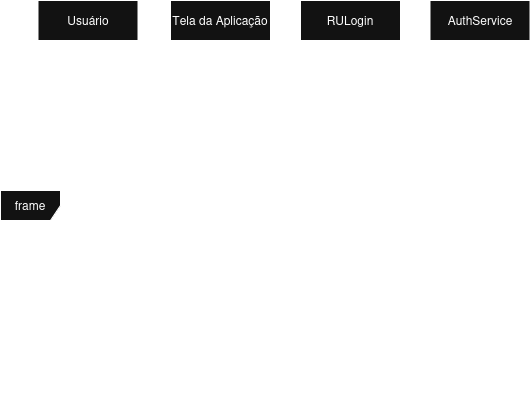 Usuário
Tela da Aplicação
RULogin
AuthService
frame